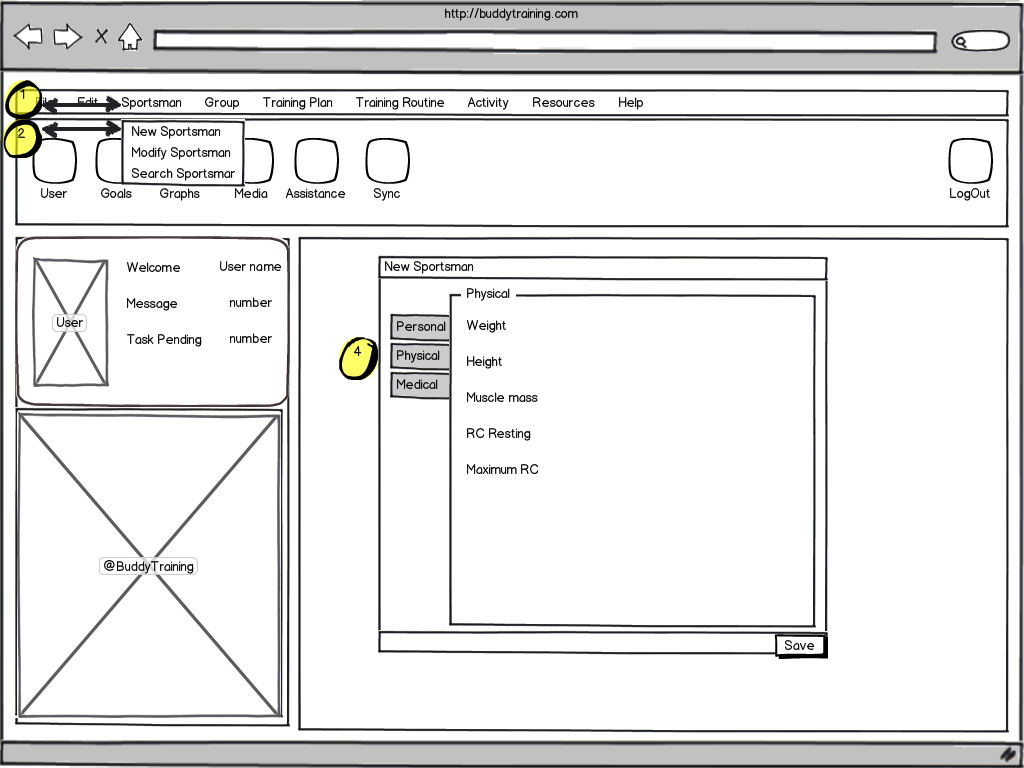 http://buddytraining.com
1
Edit Sportsman Group Training Plan Training Routine Activity Resources Help
2
New Sportsman
Modify Sportsman
Search Sportsmar
User Goals Graphs Media Assistance Sync LogOut
Welcome User name
Message number
User
Task Pending number
@BuddyTraining
New Sportsman
Physical
Personal
Physical
Medical
4
Weight
Height
Muscle mass
RC Resting
Maximum RC
Save